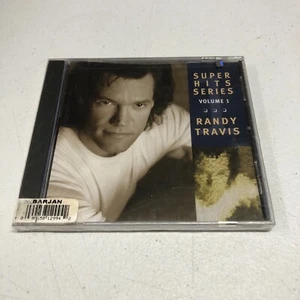 SUPER
HITS
SERIES
VOLUME 1
RANDY
TRAVIS
BARJAN